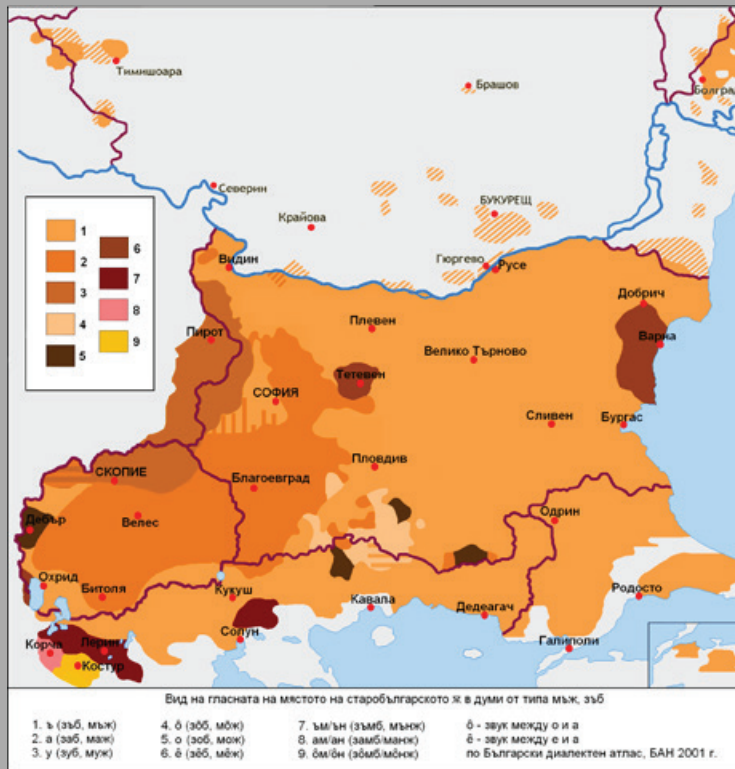 Тимишоара
Брашов
Болград
Северин
БУКУРЕЩ
Крайова
Гюргево
Русе
Видин
Добрич
Плевен
Варна
Пирот
Велико Търново
Тетевен
СОФИЯ
Сливен
Бургас
Пловдив
СКОПИЕ
Благоевград
Велес
Одрин
Дебър
Охрид
Битоля
Кукуш
Кавала
Дедеагач
Родосто
Солун
Галиполи
Корча
Лерин
Костур
1
2
3
4
5
6
7
8
9
Вид на гласната на мястото на старобългарското ѫ в думи от типа мъж, зъб
1. ъ (зъб, мъж)
2. а (заб, маж)
3. у (зуб, муж)
4. ô (зôб, мôж)
5. о (зоб, мож)
6. ê (зêб, мêж)
7. ъм/ън (зъмб, мънж)
8. ам/ан (замб/манж)
9. ôм/ôн (зôмб/мôнж)
ô - звук между о и а
ê - звук между е и а
по Български диалектен атлас, БАН 2001 г.